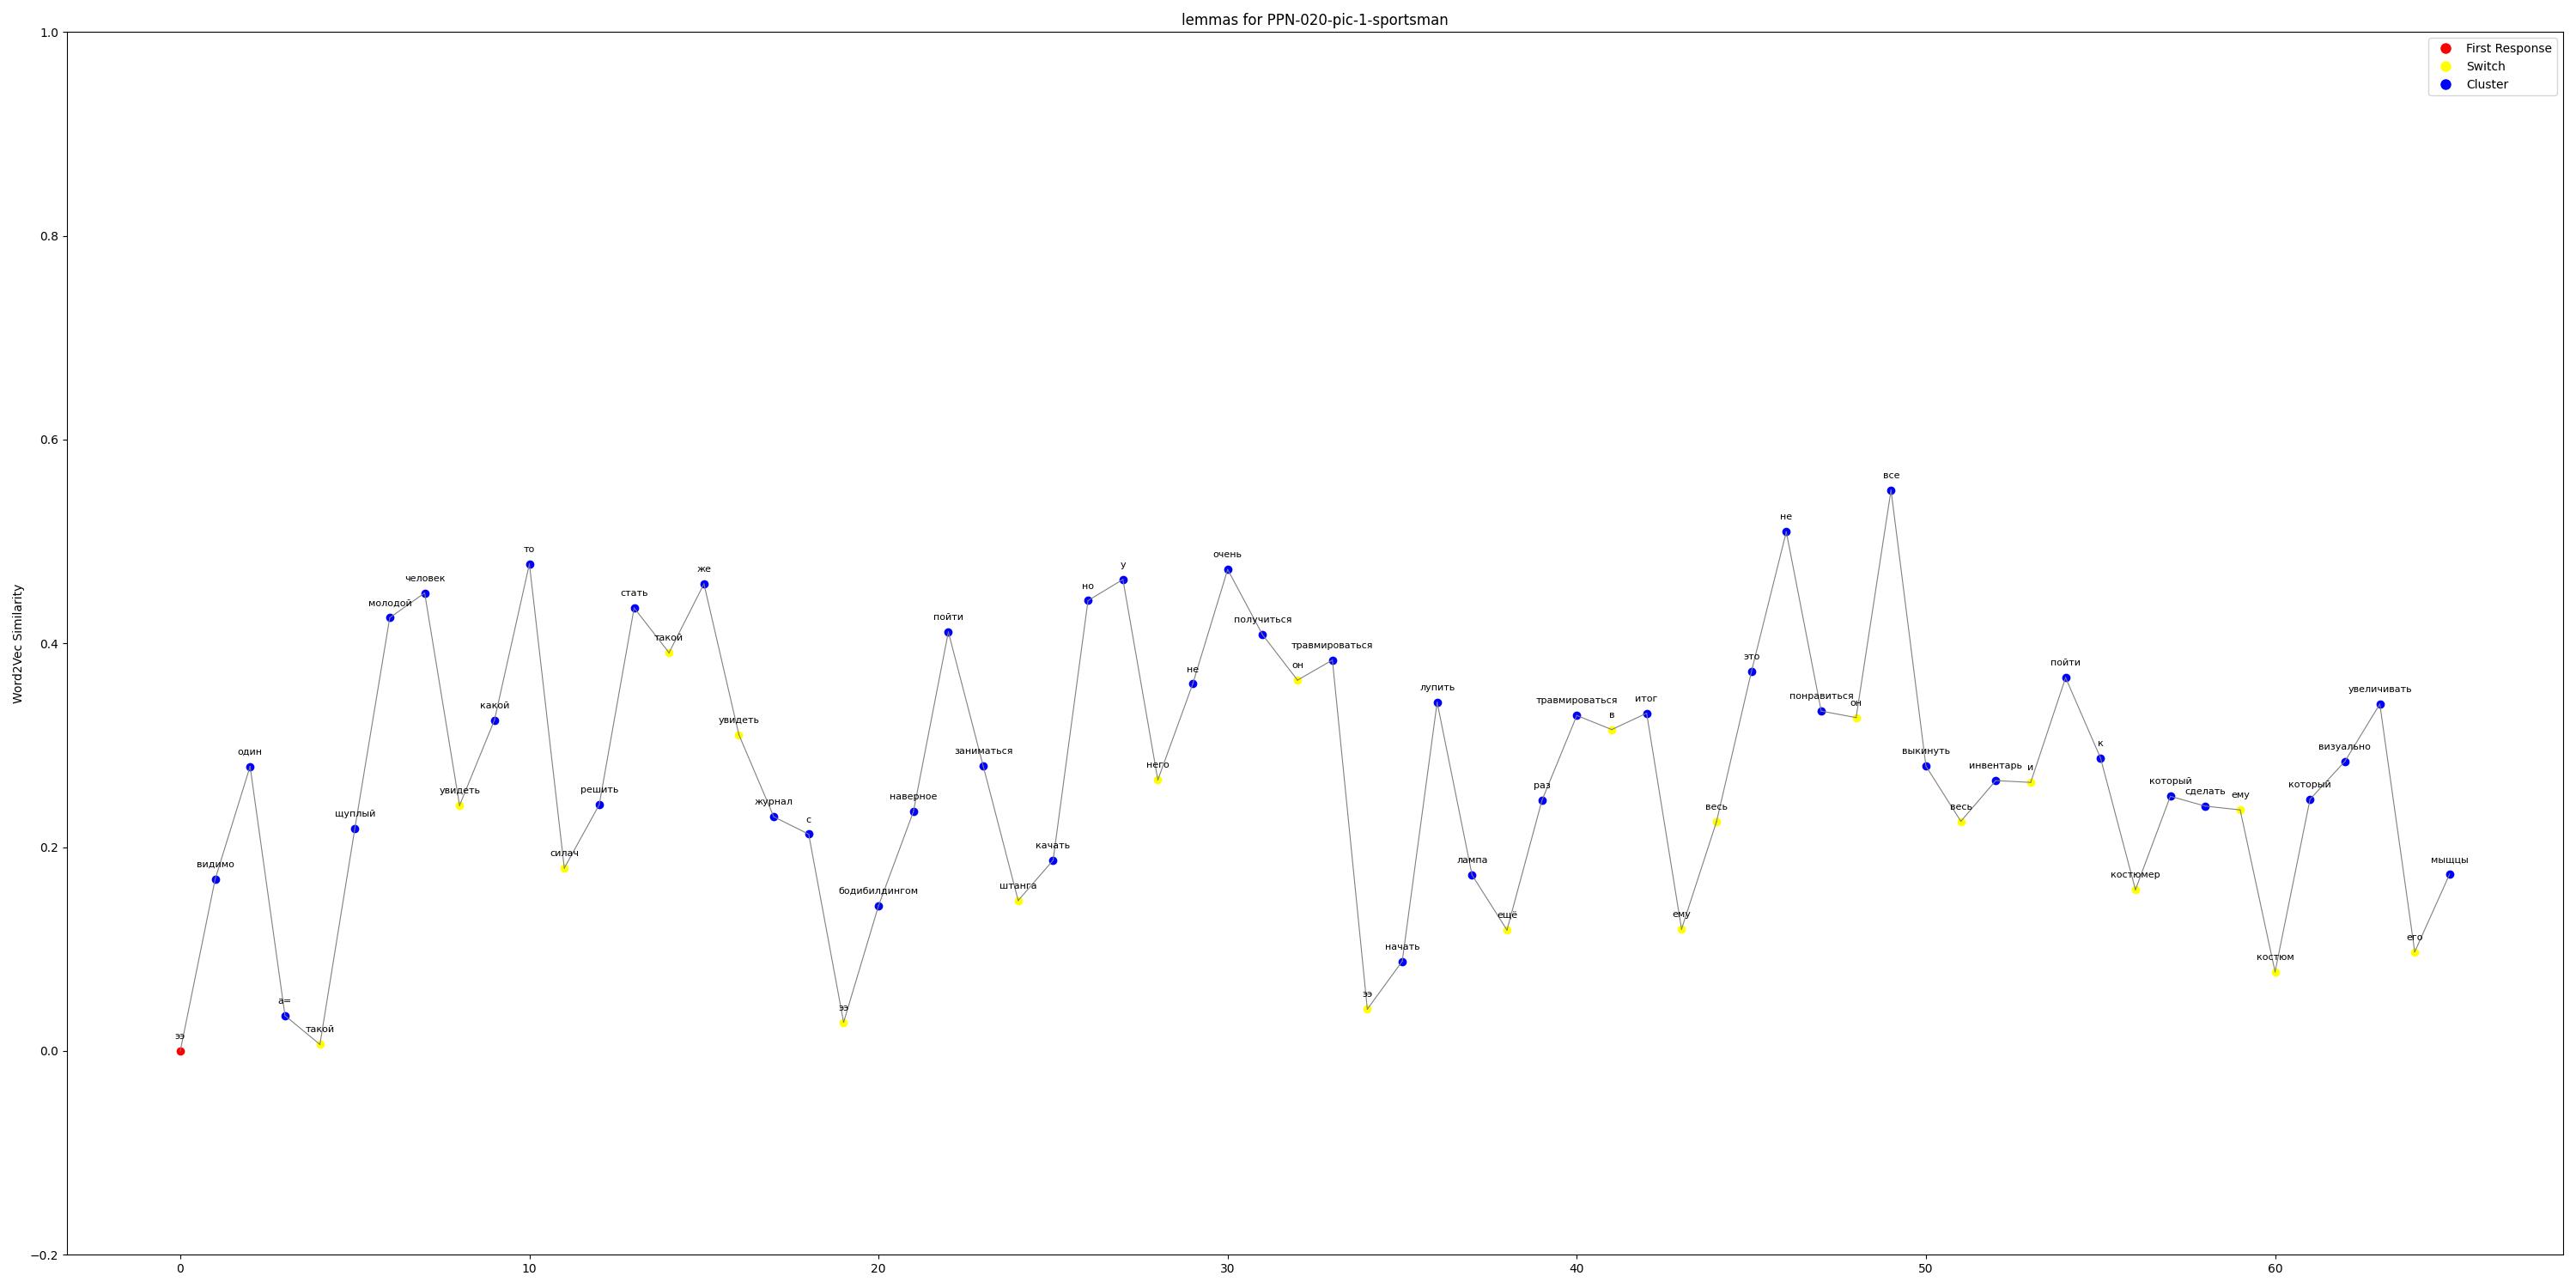 lemmas for PPN-020-pic-1-sportsman
First Response
Switch
Cluster
Word2Vec Similarity
1.0
0.8
0.6
0.4
0.2
0.0
−0.2
ээ
видимо
один
а=
такой
щуплый
молодой
человек
увидеть
какой
то
силач
решить
стать
такой
же
увидеть
журнал
с
ээ
бодибилдингом
наверное
пойти
заниматься
штанга
качать
но
у
него
не
очень
получиться
он
травмироваться
ээ
начать
лупить
лампа
ещё
раз
травмироваться
в
итог
ему
весь
это
не
понравиться
он
все
выкинуть
весь
инвентарь
и
пойти
к
костюмер
который
сделать
ему
костюм
который
визуально
увеличивать
его
мыщцы
0
10
20
30
40
50
60